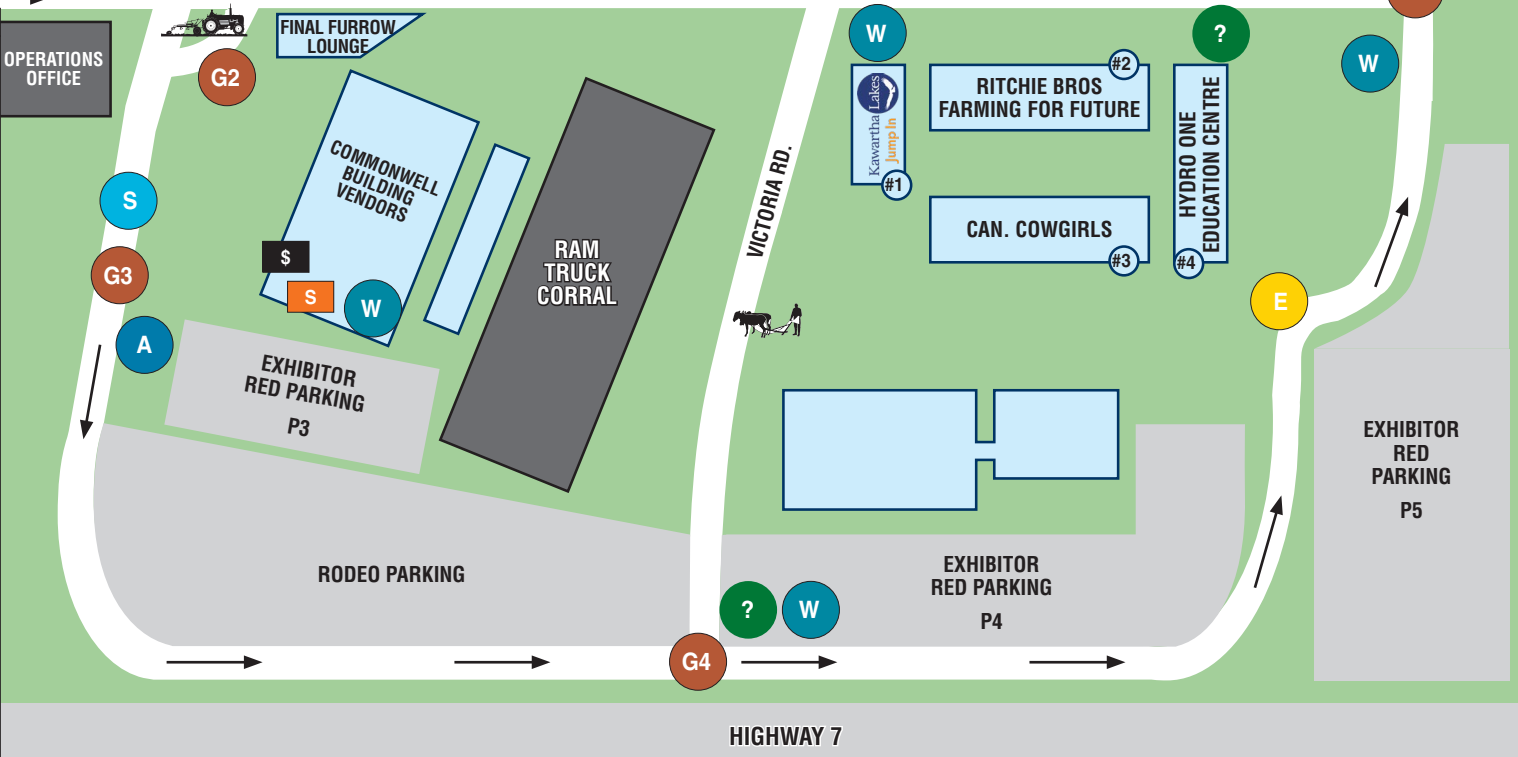 OPERATIONS
OFFICE
G2
FINAL FURROW
LOUNGE
W
?
W
COMMONWELL
BUILDING
VENDORS
$
S
W
S
G3
A
EXHIBITOR
RED PARKING
P3
RAM
TRUCK
CORRAL
VICTORIA RD.
Kawartha Lakes
Jump In
#1
RITCHIE BROS
FARMING FOR FUTURE
#2
CAN. COWGIRLS
#3
HYDRO ONE
EDUCATION CENTRE
#4
E
EXHIBITOR
RED
PARKING
P5
RODEO PARKING
?
W
EXHIBITOR
RED PARKING
P4
G4
HIGHWAY 7